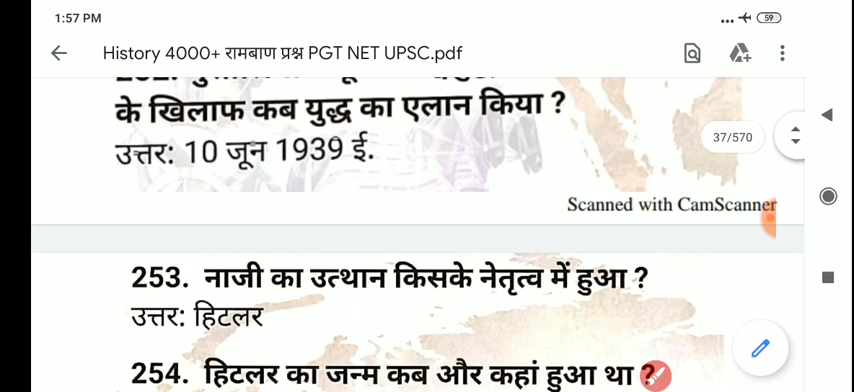 1:57 PM
59
History 4000+ रामबाण प्रश्न PGT NET UPSC.pdf
के खिलाफ कब युद्ध का एलान किया ?
उत्तर: 10 जून 1939 ई.
37/570
Scanned with CamScanner
253. नाजी का उत्थान किसके नेतृत्व में हुआ ?
उत्तर: हिटलर
254. हिटलर का जन्म कब और कहां हुआ था ?